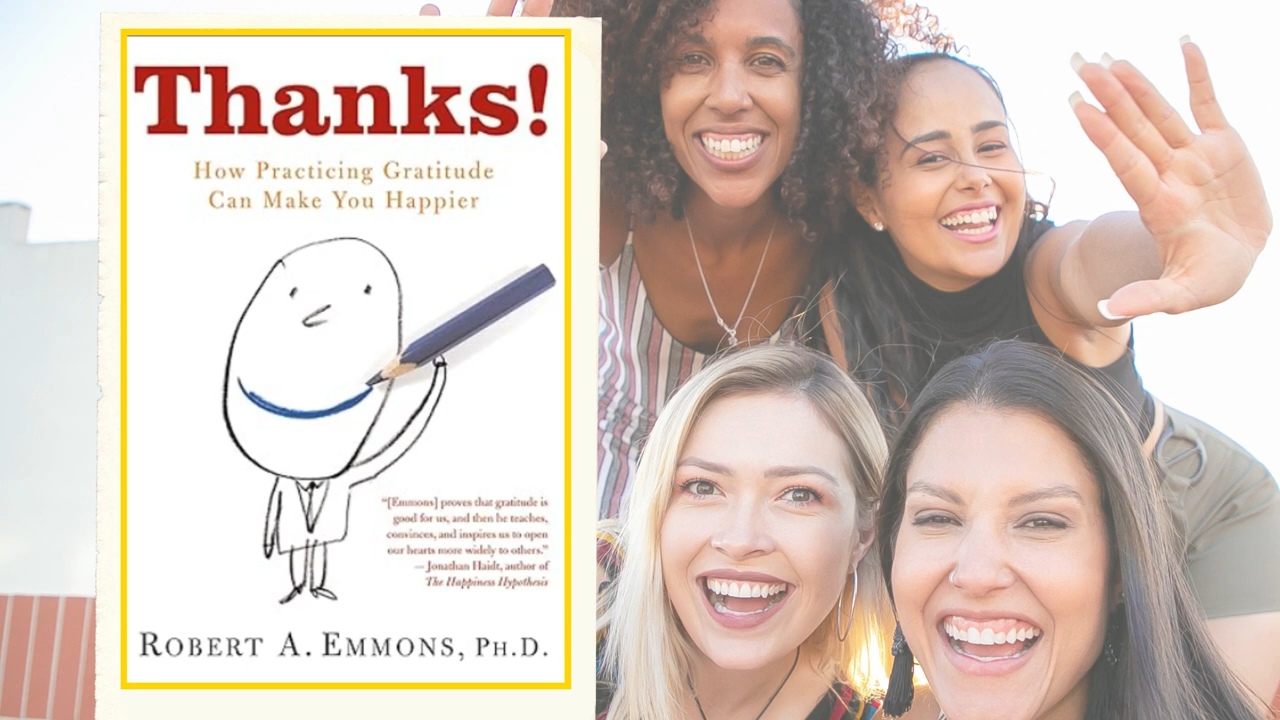 Thanks!
How Practicing Gratitude
Can Make You Happier
“[Emmons] proves that gratitude is
good for us, and then he teaches,
convinces, and inspires us to open
our hearts more widely to others.”
— Jonathan Haidt, author of
The Happiness Hypothesis
ROBERT A. EMMONS, PH.D.